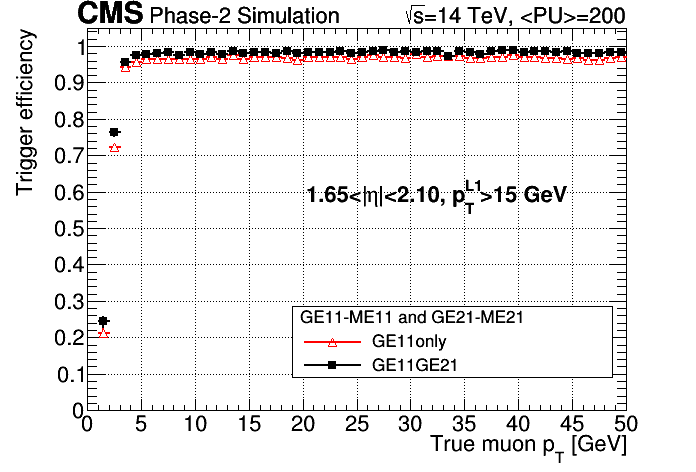 CMS Phase-2 Simulation √s=14 TeV, <PU>=200
Trigger efficiency
1
0.9
0.8
0.7
0.6
0.5
0.4
0.3
0.2
0.1
0
1.65<|η|<2.10, p_T^L1>15 GeV
GE11-ME11 and GE21-ME21
GE11only
GE11GE21
0 5 10 15 20 25 30 35 40 45 50
True muon p_T [GeV]